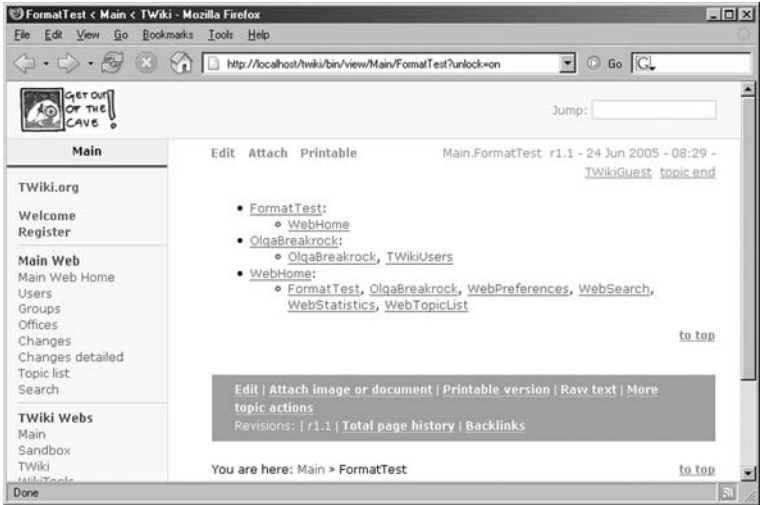 FormatTest < Main < TWiki - Mozilla Firefox
File Edit View Go Bookmarks Tools Help
http://localhost/twiki/bin/view/Main/FormatTest?unlock=on
Go
G
GET OUT
OF THE
CAVE !
Jump:
Main
Edit Attach Printable
Main.FormatTest r1.1 - 24 Jun 2005 - 08:29 -
TWikiGuest topic end
TWiki.org
Welcome
Register
Main Web
Main Web Home
Users
Groups
Offices
Changes
Changes detailed
Topic list
Search
TWiki Webs
Main
Sandbox
TWiki
WikiTools
• FormatTest:
WebHome
• OlgaBreakrock:
OlgaBreakrock, TWikiUsers
• WebHome:
FormatTest, OlgaBreakrock, WebPreferences, WebSearch,
WebStatistics, WebTopicList
to top
Edit | Attach image or document | Printable version | Raw text | More
topic actions
Revisions: | r1.1 | Total page history | Backlinks
You are here: Main > FormatTest
to top
Done